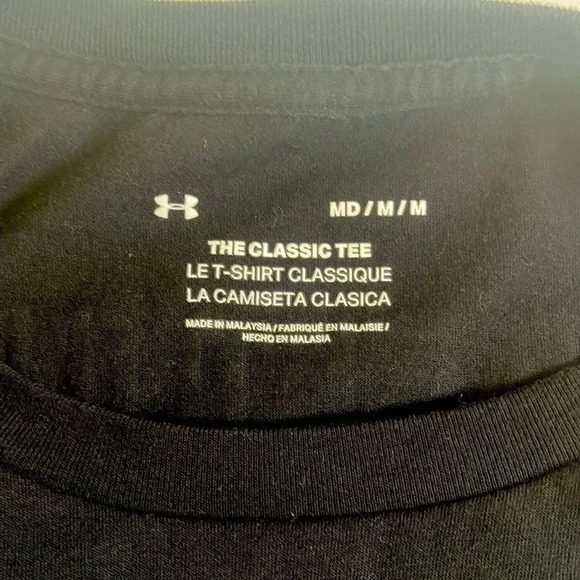 MD / M / M
THE CLASSIC TEE
LE T-SHIRT CLASSIQUE
LA CAMISETA CLASICA
MADE IN MALAYSIA / FABRIQUÉ EN MALAISIE /
HECHO EN MALASIA